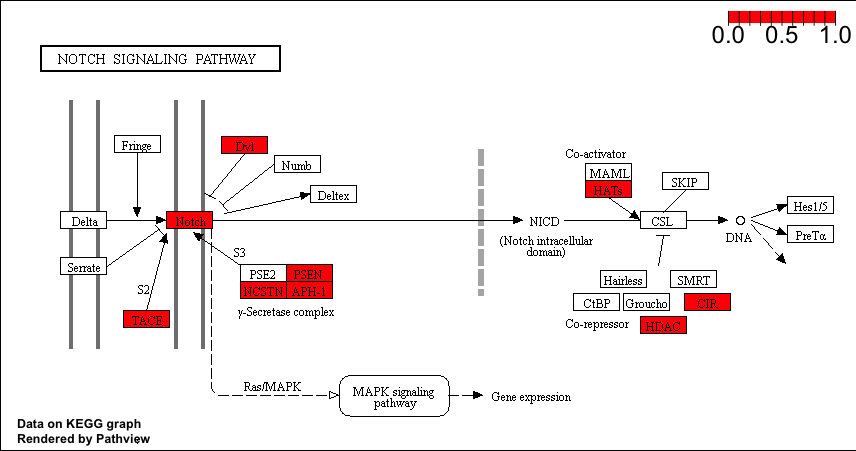 0.0 0.5 1.0
NOTCH SIGNALING PATHWAY
Fringe
Dvl
Numb
Deltex
Delta
Notch
Serrate
S2
TACE
S3
PSE2 PSEN
NCSTN APH-1
γ-Secretase complex
NICD
(Notch intracellular
domain)
Co-activator
MAML
HATs
SKIP
CSL
DNA
Hes1/5
PreTα
Hairless SMRT
CtBP Groucho CIR
Co-repressor HDAC
Ras/MAPK
MAPK signaling
pathway
Gene expression
Data on KEGG graph
Rendered by Pathview